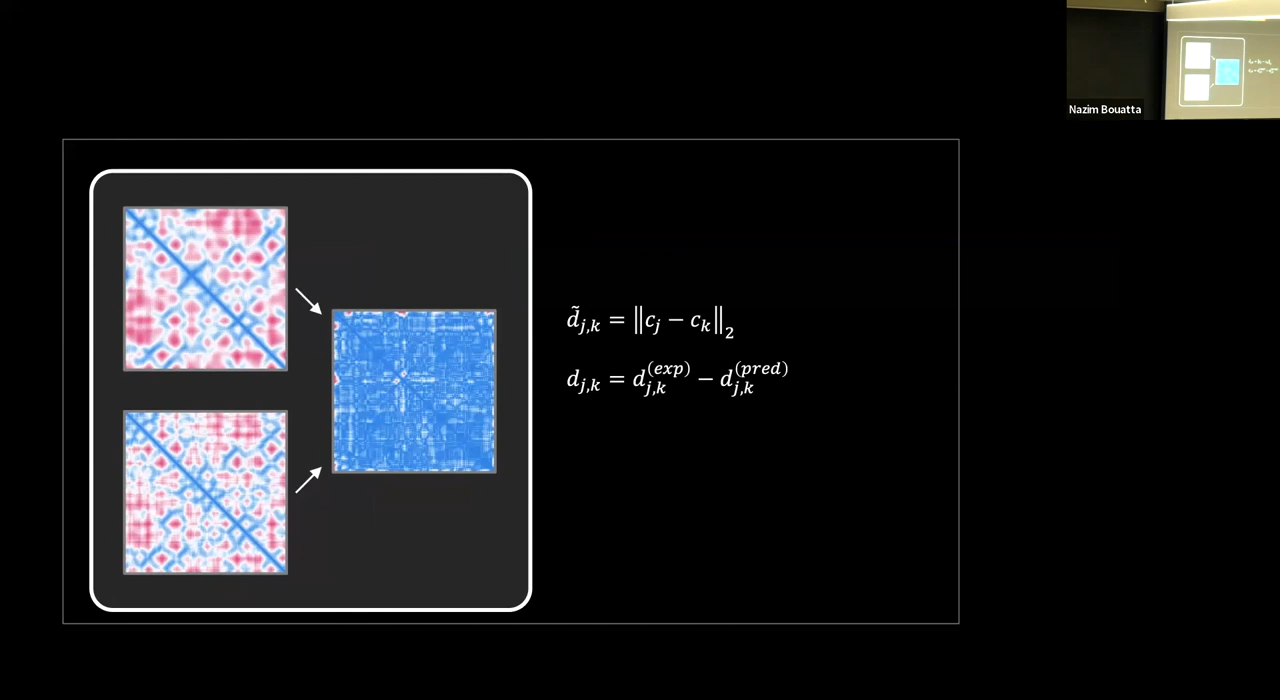 Nazim Bouatta
d̃_{j,k} = ‖c_j − c_k‖_2
d_{j,k} = d_{j,k}^{(exp)} − d_{j,k}^{(pred)}